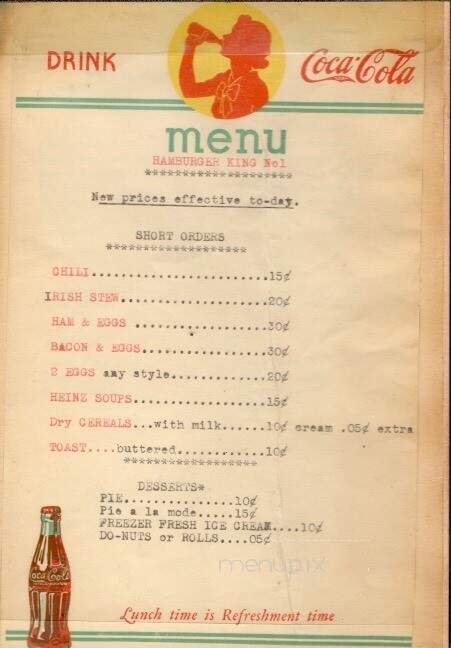 DRINK Coca-Cola
menu
HAMBURGER KING No1
*******************
New prices effective to-day.
SHORT ORDERS
******************
CHILI.......................15¢
IRISH STEW...................20¢
HAM & EGGS .................30¢
BACON & EGGS................30¢
2 EGGS any style............20¢
HEINZ SOUPS.................15¢
Dry CEREALS...with milk......10¢ cream .05¢ extra
TOAST....buttered...........10¢
*****************
DESSERTS*
PIE...............10¢
Pie a la mode.....15¢
FREEZER FRESH ICE CREAM....10¢
DO-NUTS or ROLLS....05¢
menupix
Coca-Cola
Lunch time is Refreshment time